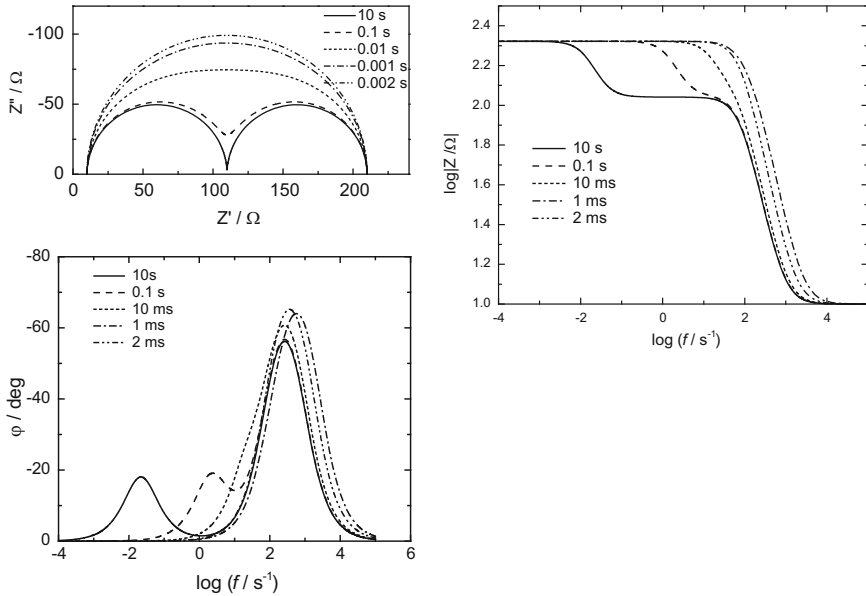 -100
-50
0
Z'' / Ω
0 50 100 150 200
Z' / Ω
10 s
0.1 s
0.01 s
0.001 s
0.002 s
2.4
2.2
2.0
1.8
1.6
1.4
1.2
1.0
log|Z /Ω|
-4 -2 0 2 4
log (f / s⁻¹)
10 s
0.1 s
10 ms
1 ms
2 ms
-80
-60
-40
-20
0
φ / deg
-4 -2 0 2 4 6
log (f / s⁻¹)
10s
0.1 s
10 ms
1 ms
2 ms